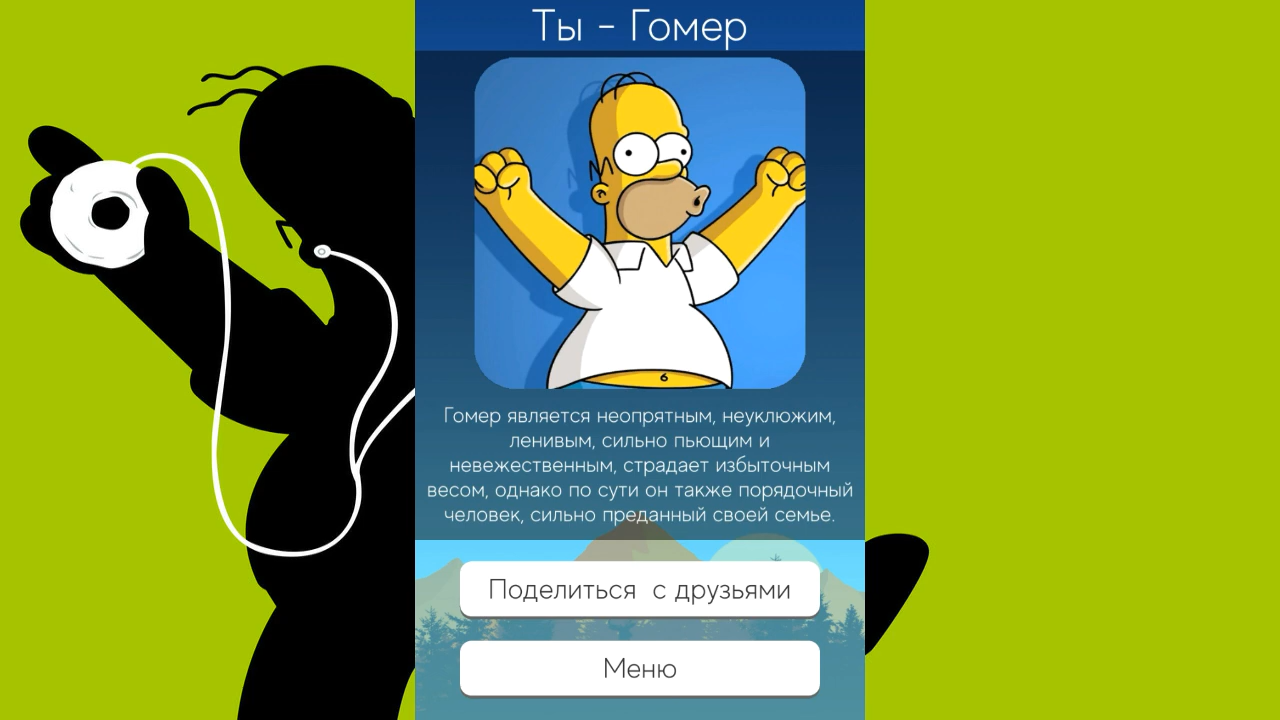 Ты - Гомер
Гомер является неопрятным, неуклюжим,
ленивым, сильно пьющим и
невежественным, страдает избыточным
весом, однако по сути он также порядочный
человек, сильно преданный своей семье.
Поделиться с друзьями
Меню